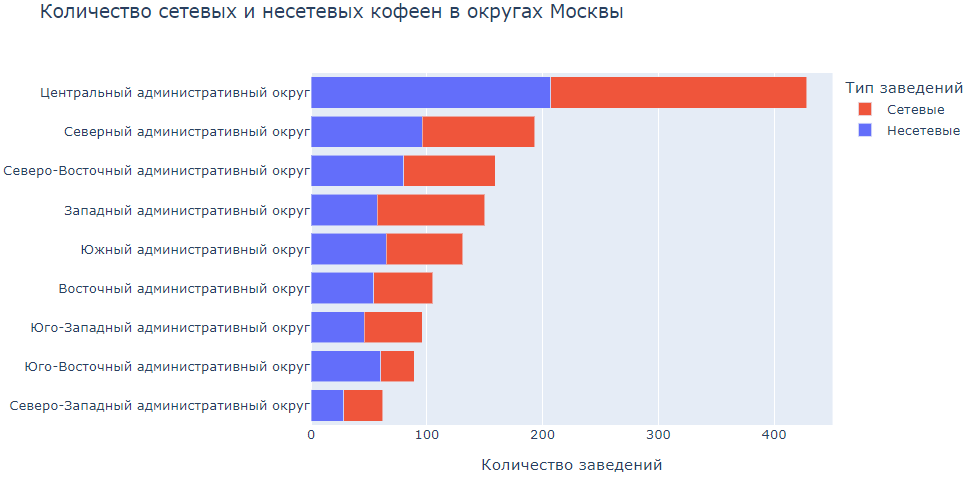 Количество сетевых и несетевых кофеен в округах Москвы
Центральный административный округ
Северный административный округ
Северо-Восточный административный округ
Западный административный округ
Южный административный округ
Восточный административный округ
Юго-Западный административный округ
Юго-Восточный административный округ
Северо-Западный административный округ
0 100 200 300 400
Количество заведений
Тип заведений
Сетевые
Несетевые